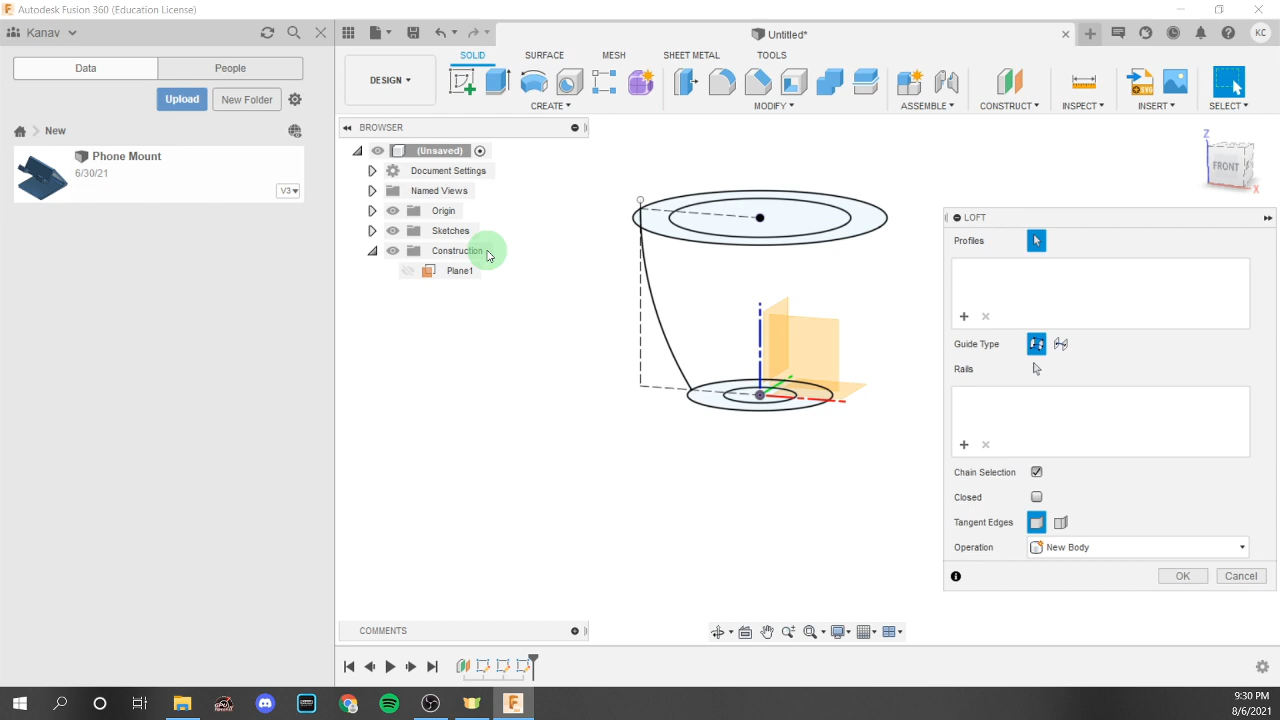 Autodesk Fusion 360 (Education License)
Kanav
Untitled*
KC
Data
People
Upload
New Folder
New
Phone Mount
6/30/21
V3
DESIGN
SOLID
SURFACE
MESH
SHEET METAL
TOOLS
CREATE
MODIFY
ASSEMBLE
CONSTRUCT
INSPECT
INSERT
SELECT
BROWSER
(Unsaved)
Document Settings
Named Views
Origin
Sketches
Construction
Plane1
Z
FRONT
X
LOFT
Profiles
Guide Type
Rails
Chain Selection
Closed
Tangent Edges
Operation
New Body
OK
Cancel
COMMENTS
9:30 PM
8/6/2021